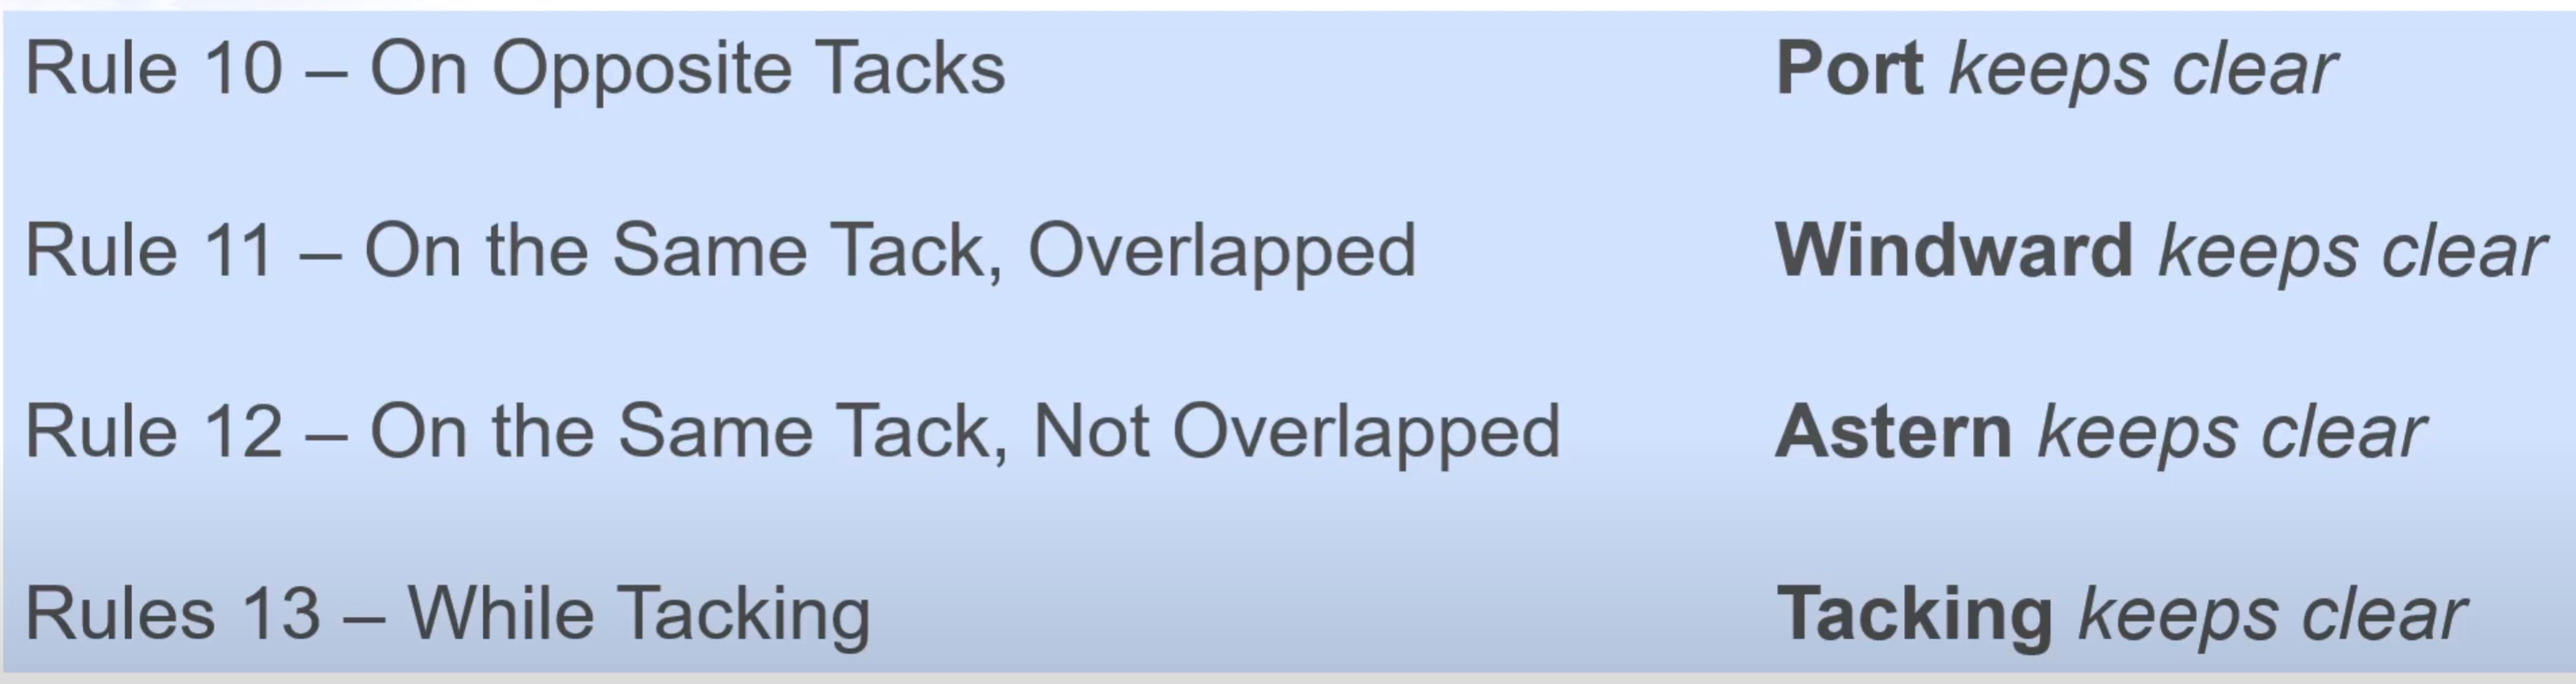 Rule 10 – On Opposite Tacks Port keeps clear
Rule 11 – On the Same Tack, Overlapped Windward keeps clear
Rule 12 – On the Same Tack, Not Overlapped Astern keeps clear
Rules 13 – While Tacking Tacking keeps clear